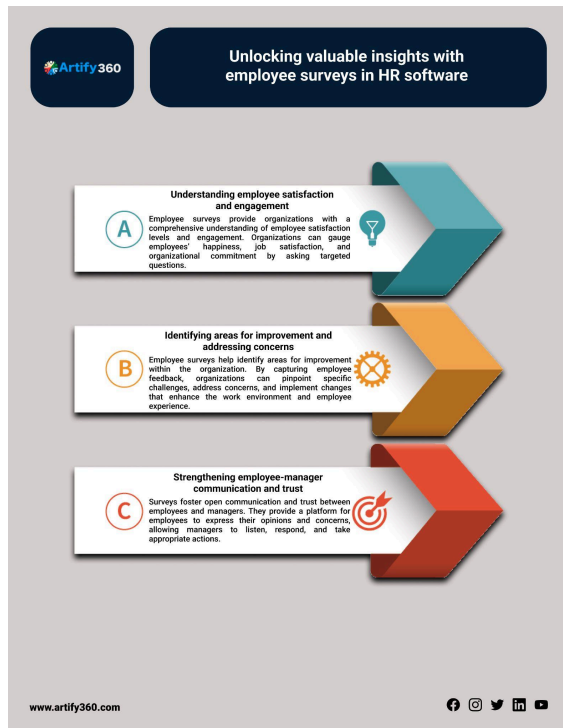 Artify360
Unlocking valuable insights with
employee surveys in HR software
Understanding employee satisfaction
and engagement
A
Employee surveys provide organizations with a
comprehensive understanding of employee satisfaction
levels and engagement. Organizations can gauge
employees' happiness, job satisfaction, and
organizational commitment by asking targeted
questions.
Identifying areas for improvement and
addressing concerns
B
Employee surveys help identify areas for improvement
within the organization. By capturing employee
feedback, organizations can pinpoint specific
challenges, address concerns, and implement changes
that enhance the work environment and employee
experience.
Strengthening employee-manager
communication and trust
C
Surveys foster open communication and trust between
employees and managers. They provide a platform for
employees to express their opinions and concerns,
allowing managers to listen, respond, and take
appropriate actions.
www.artify360.com